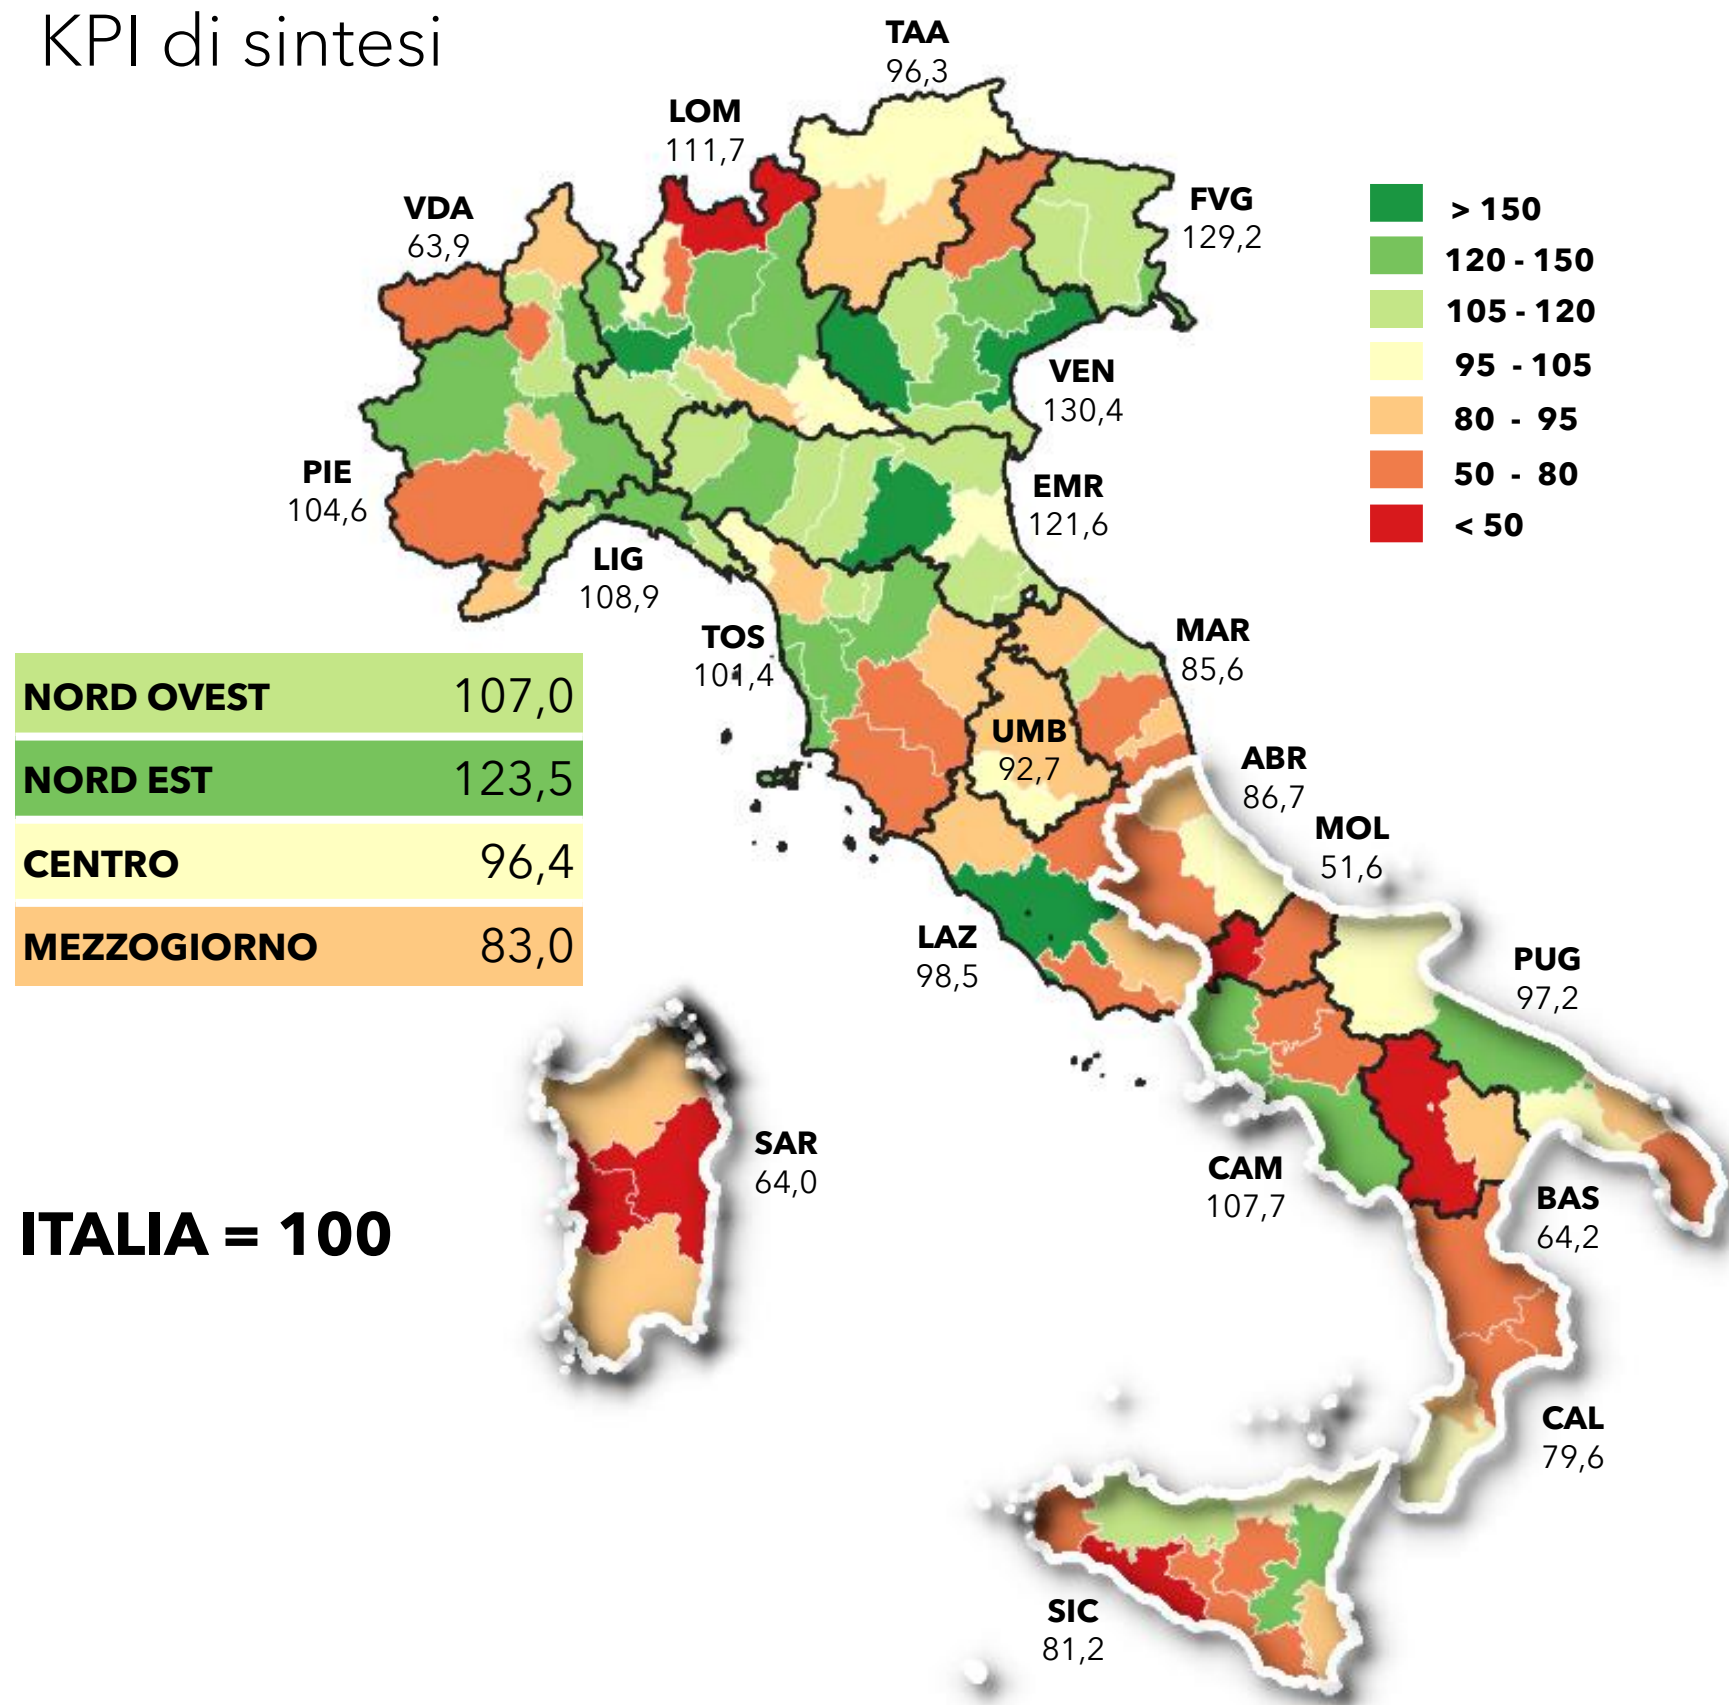 KPI di sintesi
TAA
96,3
LOM
111,7
VDA
63,9
FVG
129,2
> 150
120 - 150
105 - 120
95 - 105
80 - 95
50 - 80
< 50
VEN
130,4
PIE
104,6
EMR
121,6
LIG
108,9
TOS
101,4
MAR
85,6
NORD OVEST 107,0
NORD EST 123,5
CENTRO 96,4
MEZZOGIORNO 83,0
UMB
92,7
ABR
86,7
MOL
51,6
LAZ
98,5
PUG
97,2
SAR
64,0
CAM
107,7
BAS
64,2
ITALIA = 100
CAL
79,6
SIC
81,2